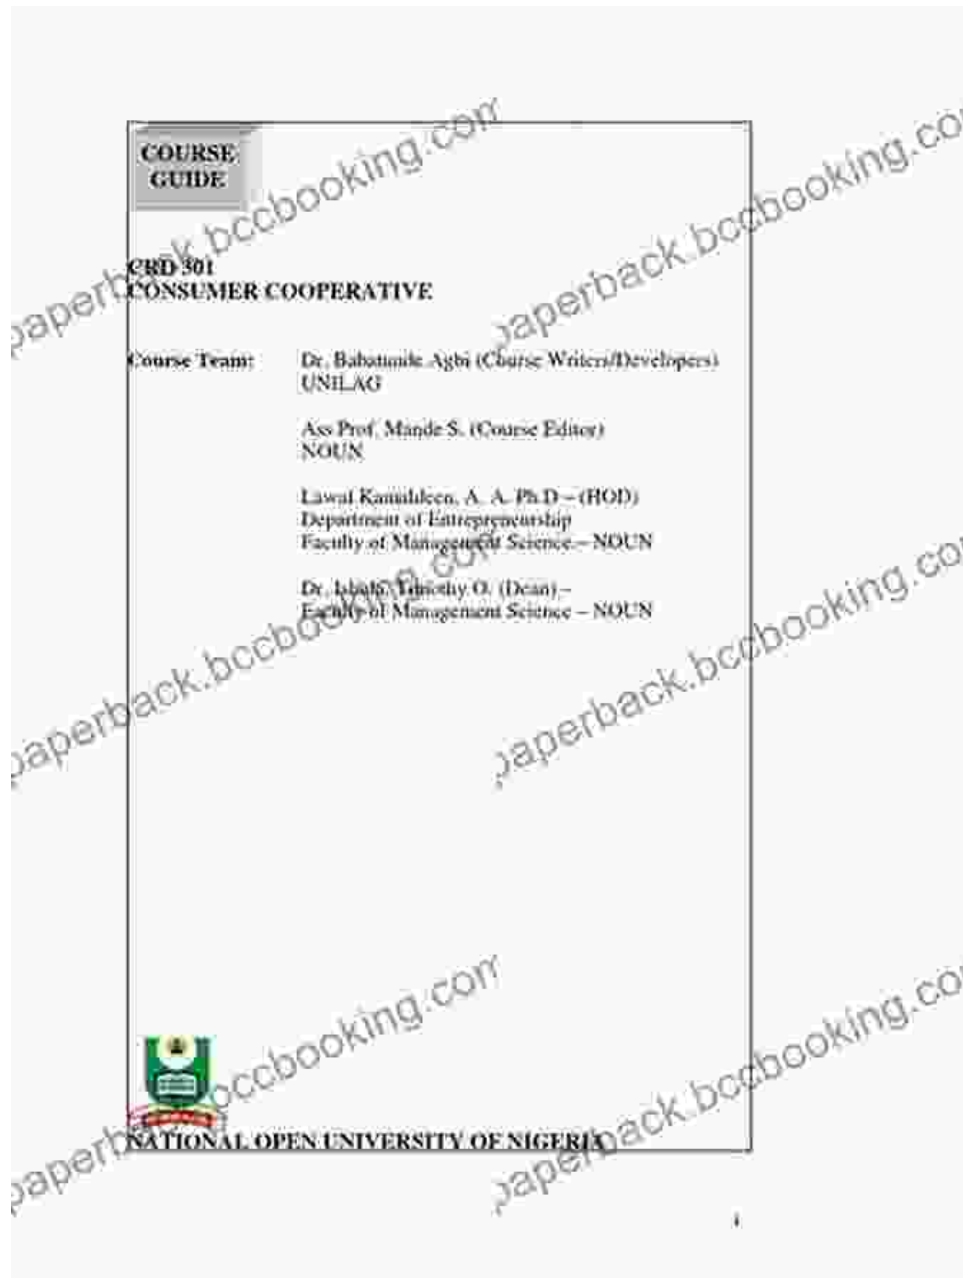 COURSE
GUIDE
CRD 301
CONSUMER COOPERATIVE
Course Team: Dr. Babatunde Agbi (Course Writers/Developers)
UNILAG
Ass Prof. Mande S. (Course Editor)
NOUN
Lawal Kamaldeen, A. A. Ph.D – (HOD)
Department of Entrepreneurship
Faculty of Management Science – NOUN
Dr. Timothy O. (Dean) –
Faculty of Management Science – NOUN
NATIONAL OPEN UNIVERSITY OF NIGERIA
i
paperback.bccbooking.com
paperback.bccbooking.co
paperback.bccbooking.com
paperback.bccbooking.co
paperback.bccbooking.com
paperback.bccbooking.co